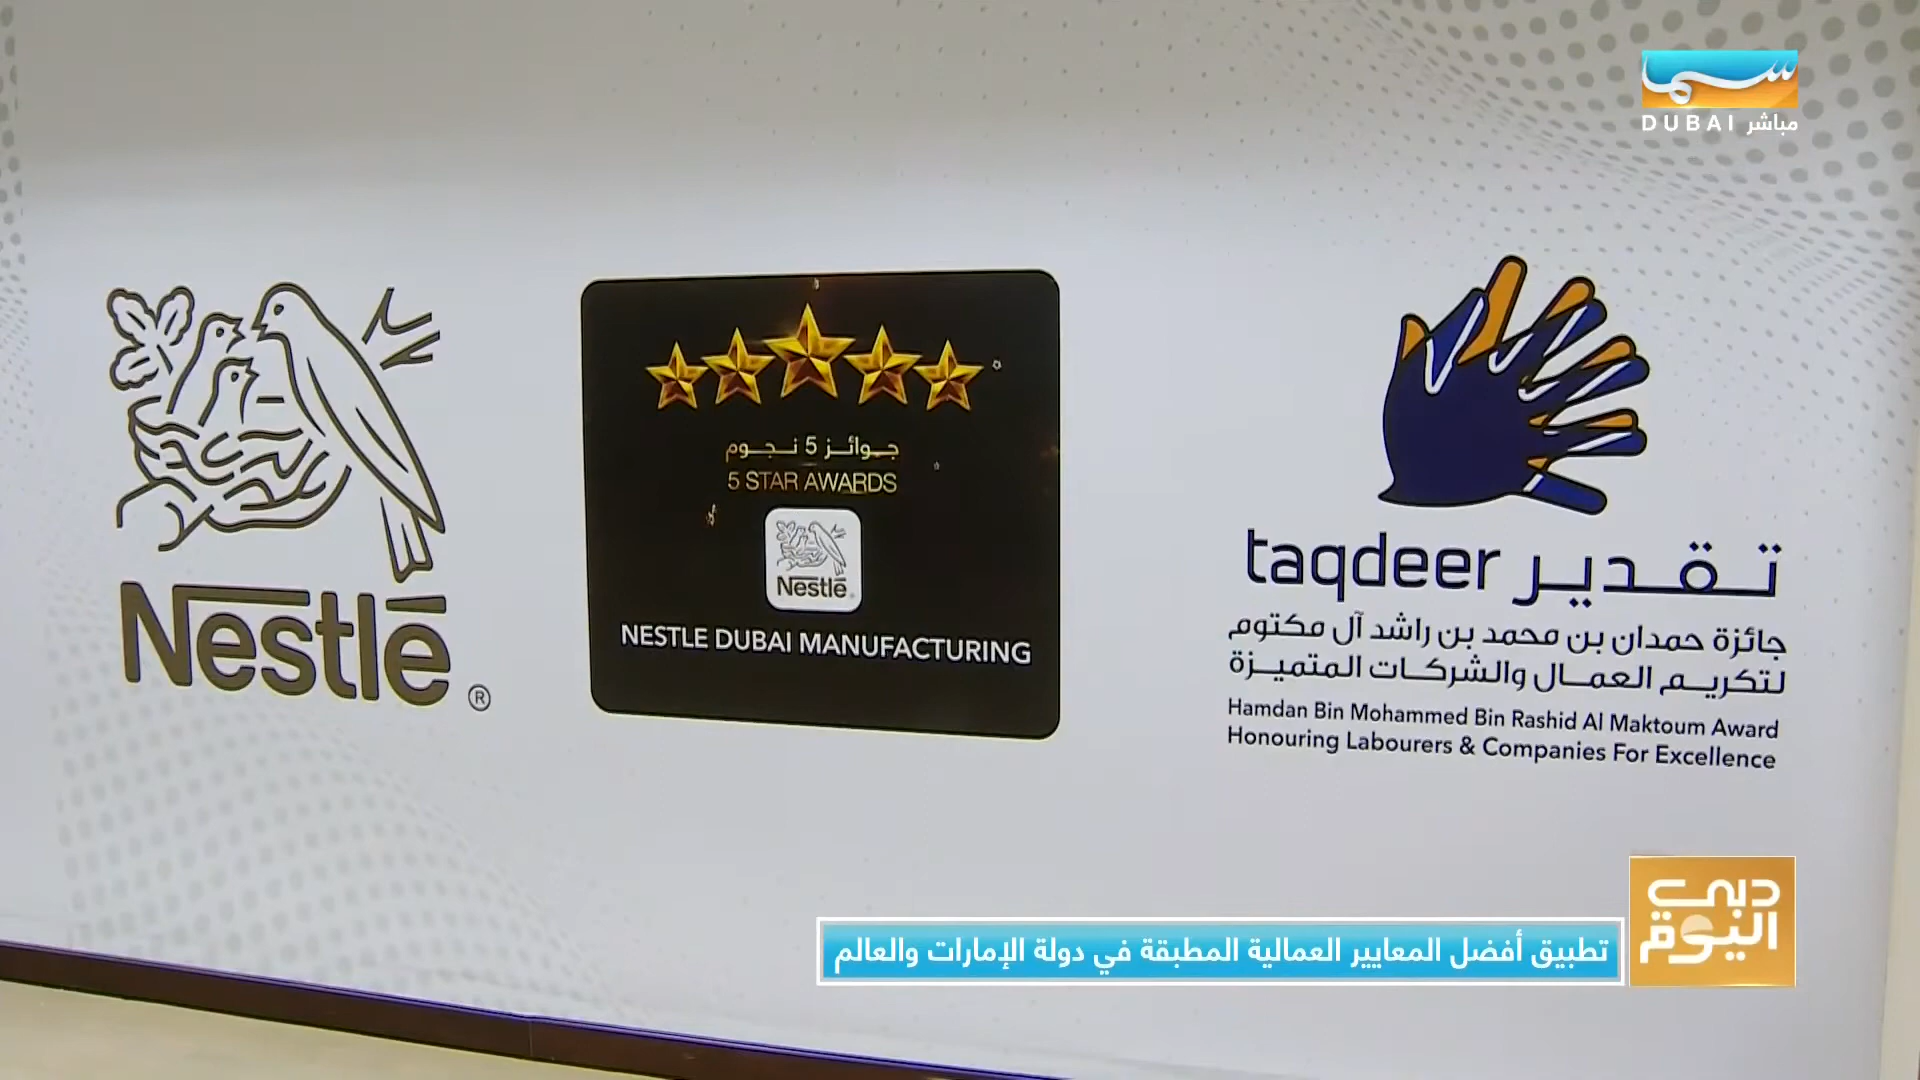 سما
DUBAI مباشر
Nestlé ®
جوائز 5 نجوم
5 STAR AWARDS
Nestlé
NESTLE DUBAI MANUFACTURING
taqdeer تقدير
جائزة حمدان بن محمد بن راشد آل مكتوم
لتكريم العمال والشركات المتميزة
Hamdan Bin Mohammed Bin Rashid Al Maktoum Award
Honouring Labourers & Companies For Excellence
دبي
اليوم
تطبيق أفضل المعايير العمالية المطبقة في دولة الإمارات والعالم